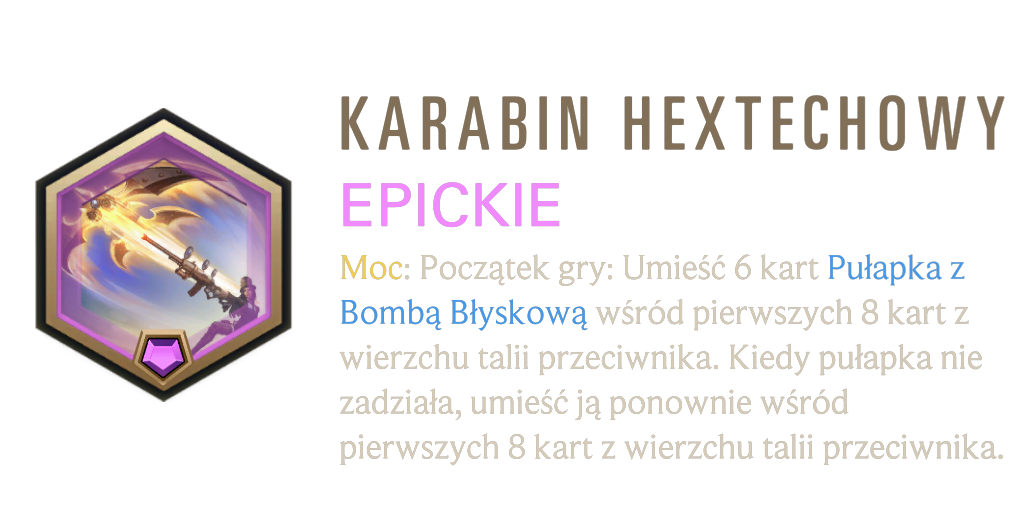 KARABIN HEXTECHOWY
EPICKIE
Moc: Początek gry: Umieść 6 kart Pułapka z
Bombą Błyskową wśród pierwszych 8 kart z
wierzchu talii przeciwnika. Kiedy pułapka nie
zadziała, umieść ją ponownie wśród
pierwszych 8 kart z wierzchu talii przeciwnika.